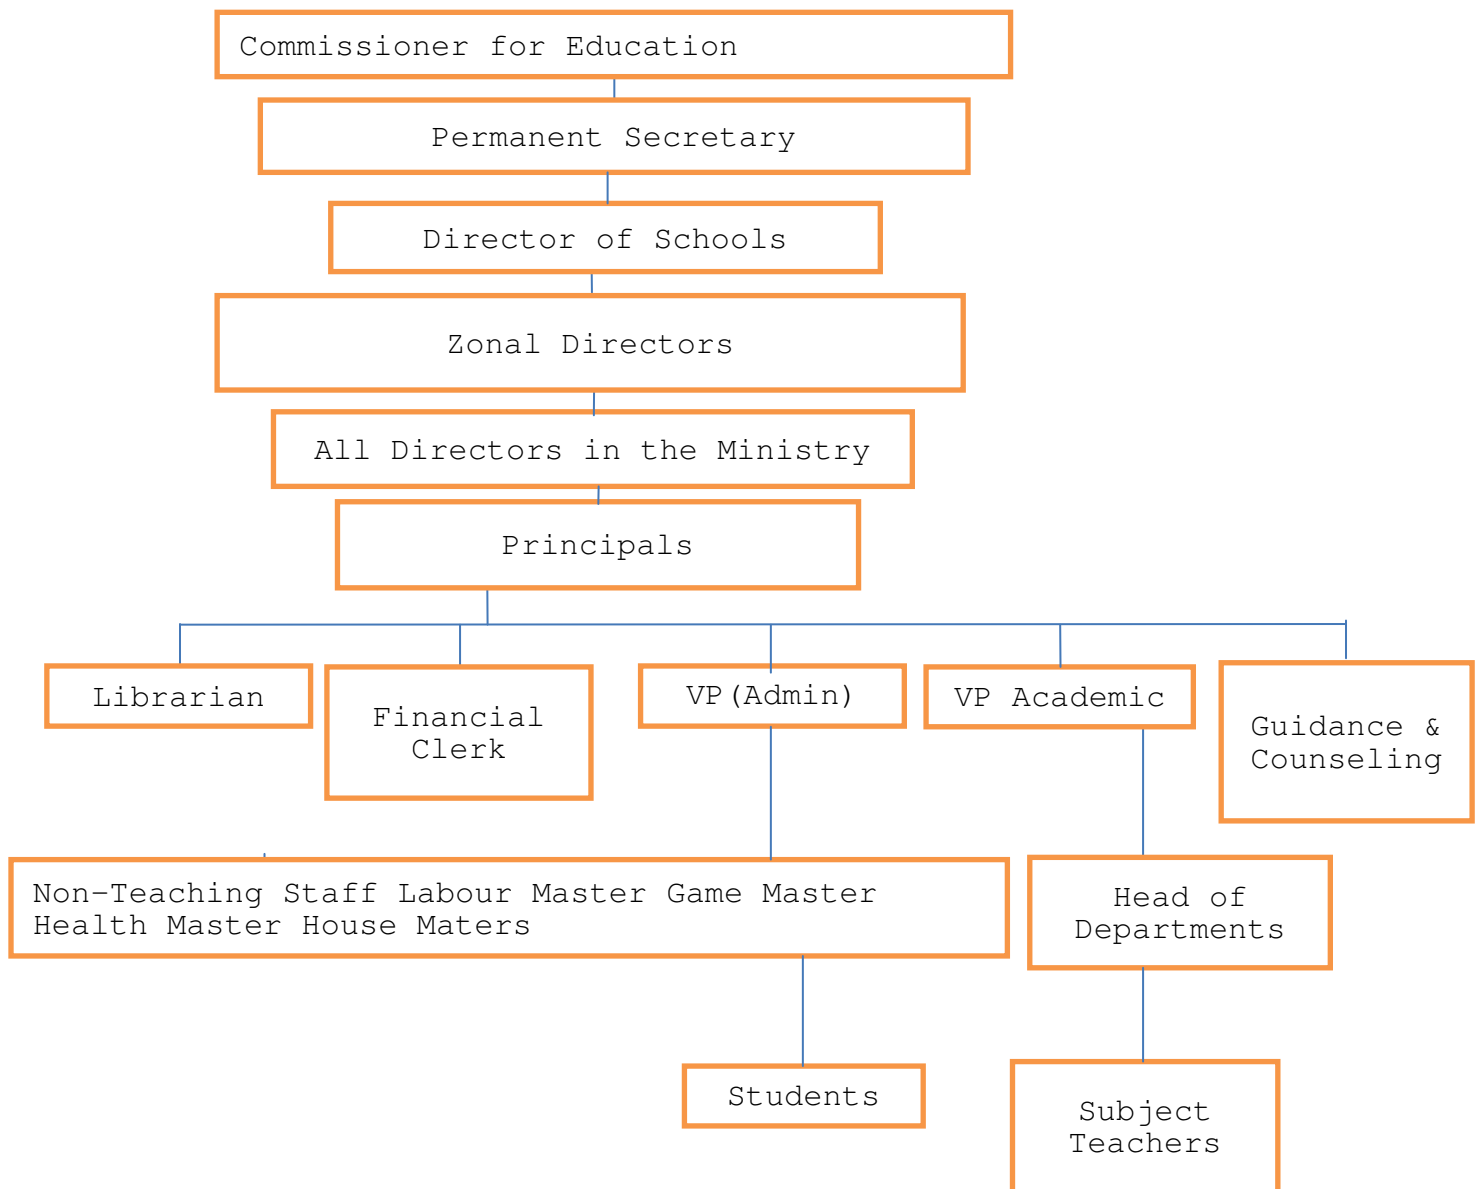 Commissioner for Education
Permanent Secretary
Director of Schools
Zonal Directors
All Directors in the Ministry
Principals
Librarian
Financial
Clerk
VP(Admin)
VP Academic
Guidance &
Counseling
Non-Teaching Staff Labour Master Game Master
Health Master House Maters
Head of
Departments
Students
Subject
Teachers